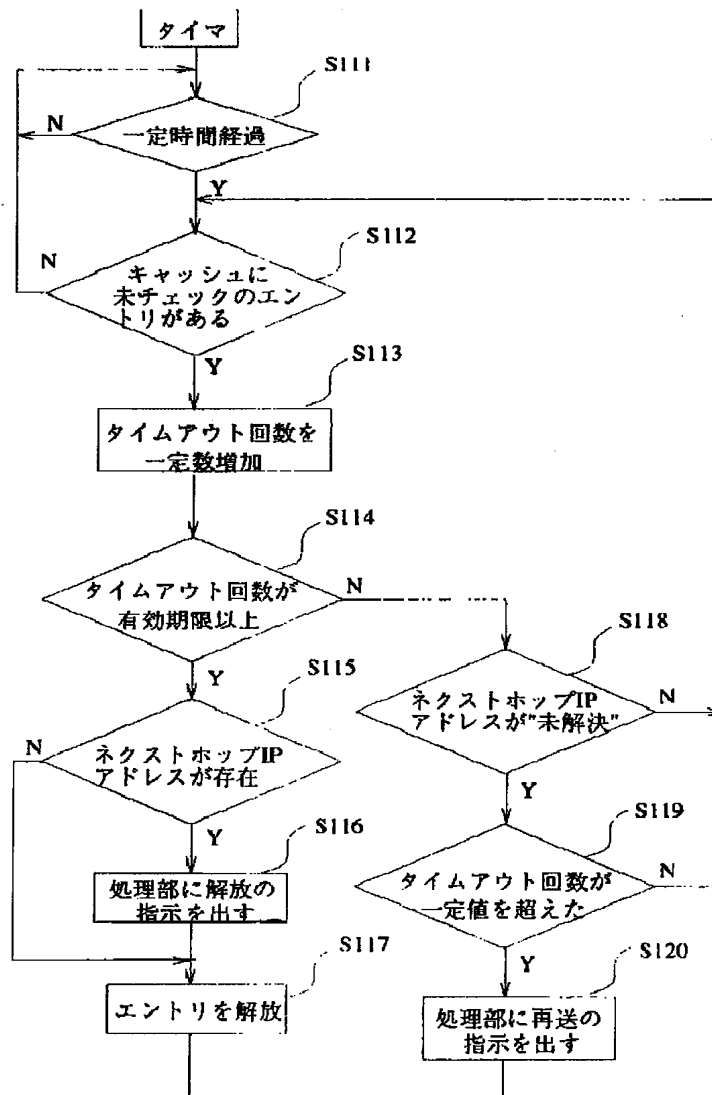 タイマ
S111
N
一定時間経過
Y
S112
N
キャッシュに
未チェックのエン
トリがある
Y
S113
タイムアウト回数を
一定数増加
S114
タイムアウト回数が
有効期限以上
N
Y
S115
N
ネクストホップIP
アドレスが存在
Y
S116
処理部に解放の
指示を出す
S117
エントリを解放
S118
ネクストホップIP
アドレスが"未解決"
N
Y
S119
タイムアウト回数が
一定値を超えた
N
Y
S120
処理部に再送の
指示を出す